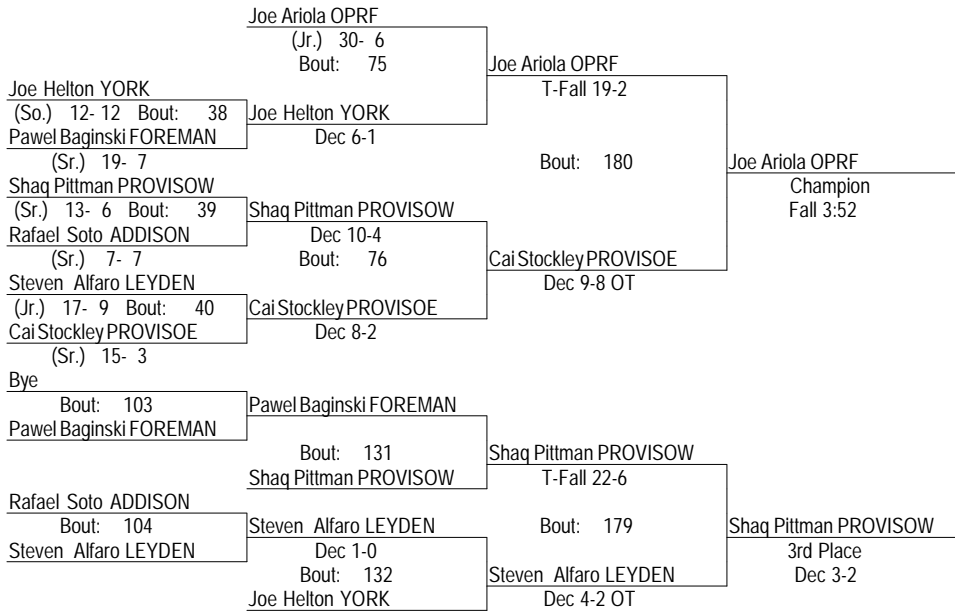 Joe Ariola OPRF
(Jr.) 30- 6
Bout: 75
Joe Ariola OPRF
T-Fall 19-2
Joe Helton YORK
(So.) 12- 12 Bout: 38
Joe Helton YORK
Pawel Baginski FOREMAN
Dec 6-1
(Sr.) 19- 7
Bout: 180
Joe Ariola OPRF
Shaq Pittman PROVISOW
Champion
(Sr.) 13- 6 Bout: 39
Shaq Pittman PROVISOW
Fall 3:52
Rafael Soto ADDISON
Dec 10-4
(Sr.) 7- 7
Bout: 76
Cai Stockley PROVISOE
Steven Alfaro LEYDEN
Dec 9-8 OT
(Jr.) 17- 9 Bout: 40
Cai Stockley PROVISOE
Cai Stockley PROVISOE
Dec 8-2
(Sr.) 15- 3
Bye
Bout: 103
Pawel Baginski FOREMAN
Pawel Baginski FOREMAN
Bout: 131
Shaq Pittman PROVISOW
Shaq Pittman PROVISOW
T-Fall 22-6
Rafael Soto ADDISON
Bout: 104
Steven Alfaro LEYDEN
Bout: 179
Shaq Pittman PROVISOW
Steven Alfaro LEYDEN
Dec 1-0
3rd Place
Bout: 132
Steven Alfaro LEYDEN
Dec 3-2
Joe Helton YORK
Dec 4-2 OT